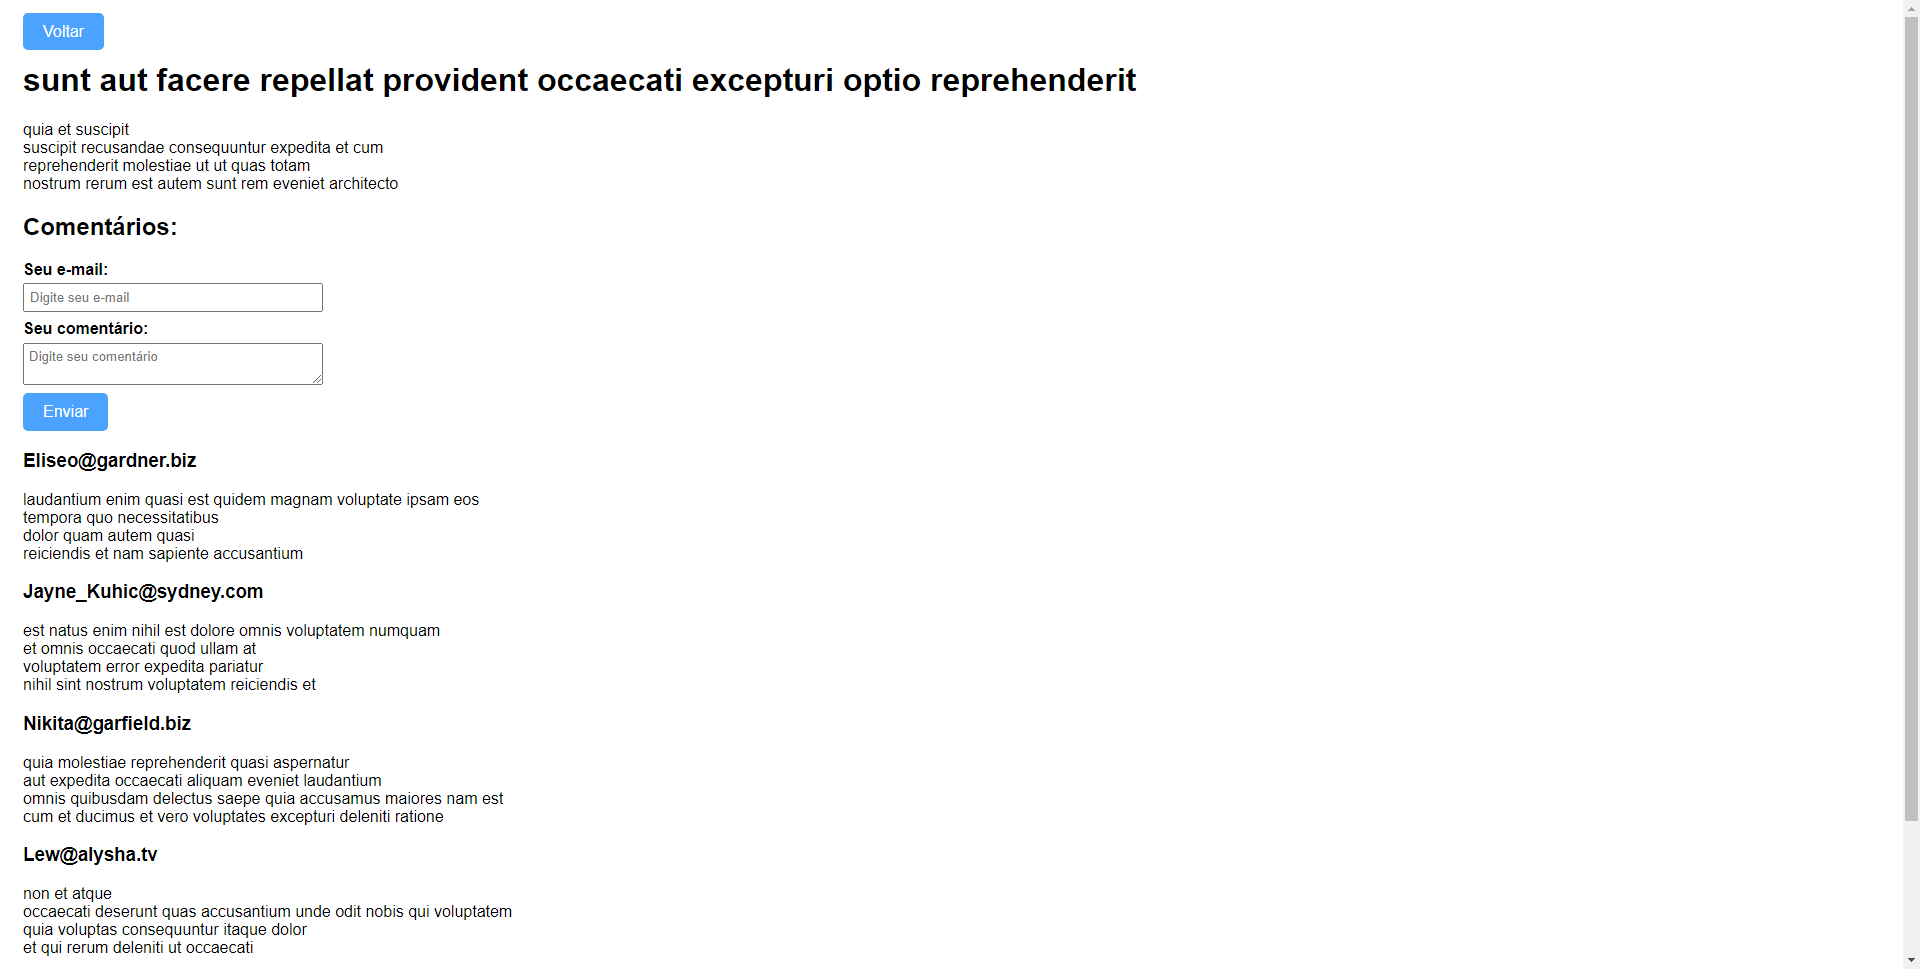 Voltar
sunt aut facere repellat provident occaecati excepturi optio reprehenderit
quia et suscipit
suscipit recusandae consequuntur expedita et cum
reprehenderit molestiae ut ut quas totam
nostrum rerum est autem sunt rem eveniet architecto
Comentários:
Seu e-mail:
Digite seu e-mail
Seu comentário:
Digite seu comentário
Enviar
Eliseo@gardner.biz
laudantium enim quasi est quidem magnam voluptate ipsam eos
tempora quo necessitatibus
dolor quam autem quasi
reiciendis et nam sapiente accusantium
Jayne_Kuhic@sydney.com
est natus enim nihil est dolore omnis voluptatem numquam
et omnis occaecati quod ullam at
voluptatem error expedita pariatur
nihil sint nostrum voluptatem reiciendis et
Nikita@garfield.biz
quia molestiae reprehenderit quasi aspernatur
aut expedita occaecati aliquam eveniet laudantium
omnis quibusdam delectus saepe quia accusamus maiores nam est
cum et ducimus et vero voluptates excepturi deleniti ratione
Lew@alysha.tv
non et atque
occaecati deserunt quas accusantium unde odit nobis qui voluptatem
quia voluptas consequuntur itaque dolor
et qui rerum deleniti ut occaecati